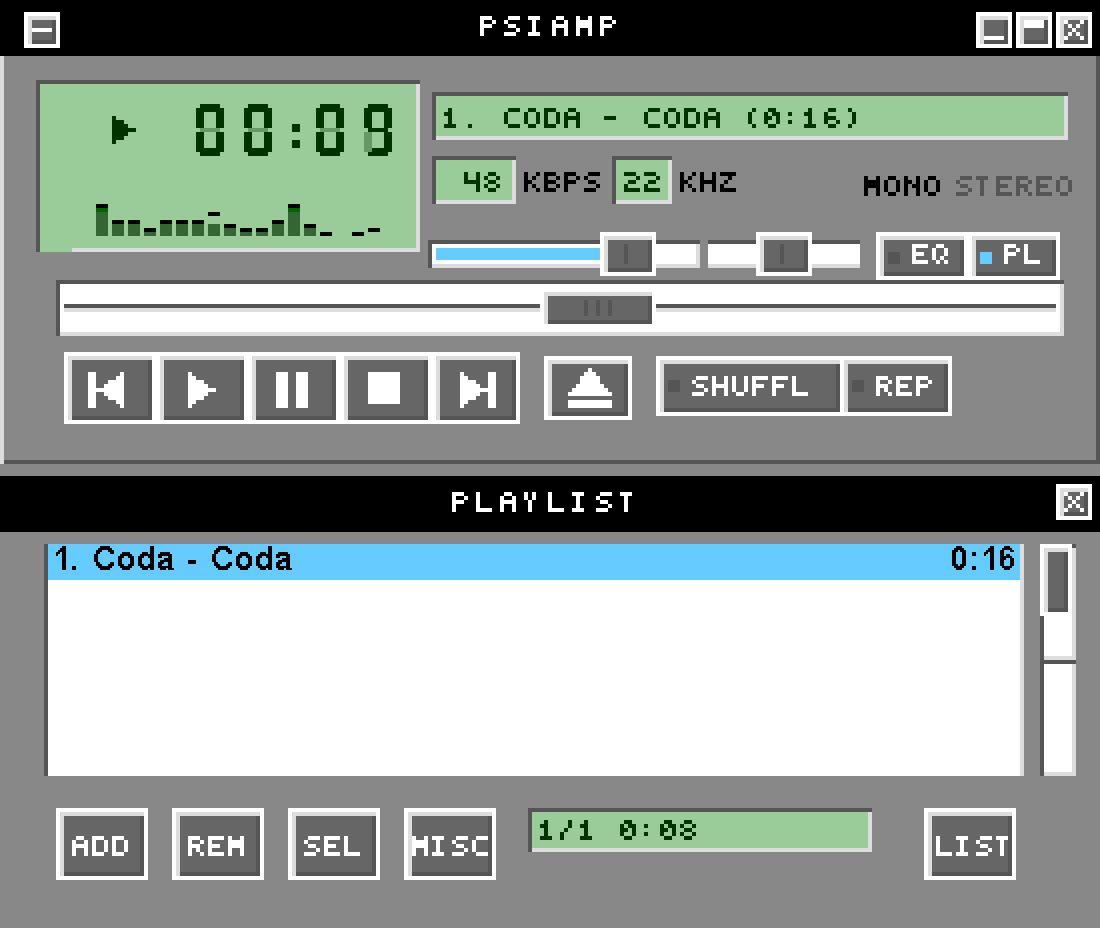 PSIAMP
00:09
1. CODA - CODA (0:16)
48 KBPS 22 KHZ MONO STEREO
EQ PL
SHUFFL REP
PLAYLIST
1. Coda - Coda 0:16
ADD REM SEL MISC 1/1 0:08 LIST